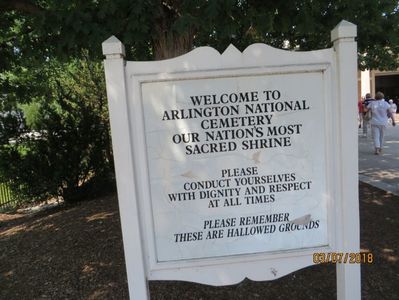 WELCOME TO
ARLINGTON NATIONAL
CEMETERY
OUR NATION'S MOST
SACRED SHRINE
PLEASE
CONDUCT YOURSELVES
WITH DIGNITY AND RESPECT
AT ALL TIMES
PLEASE REMEMBER
THESE ARE HALLOWED GROUNDS
03/07/2018